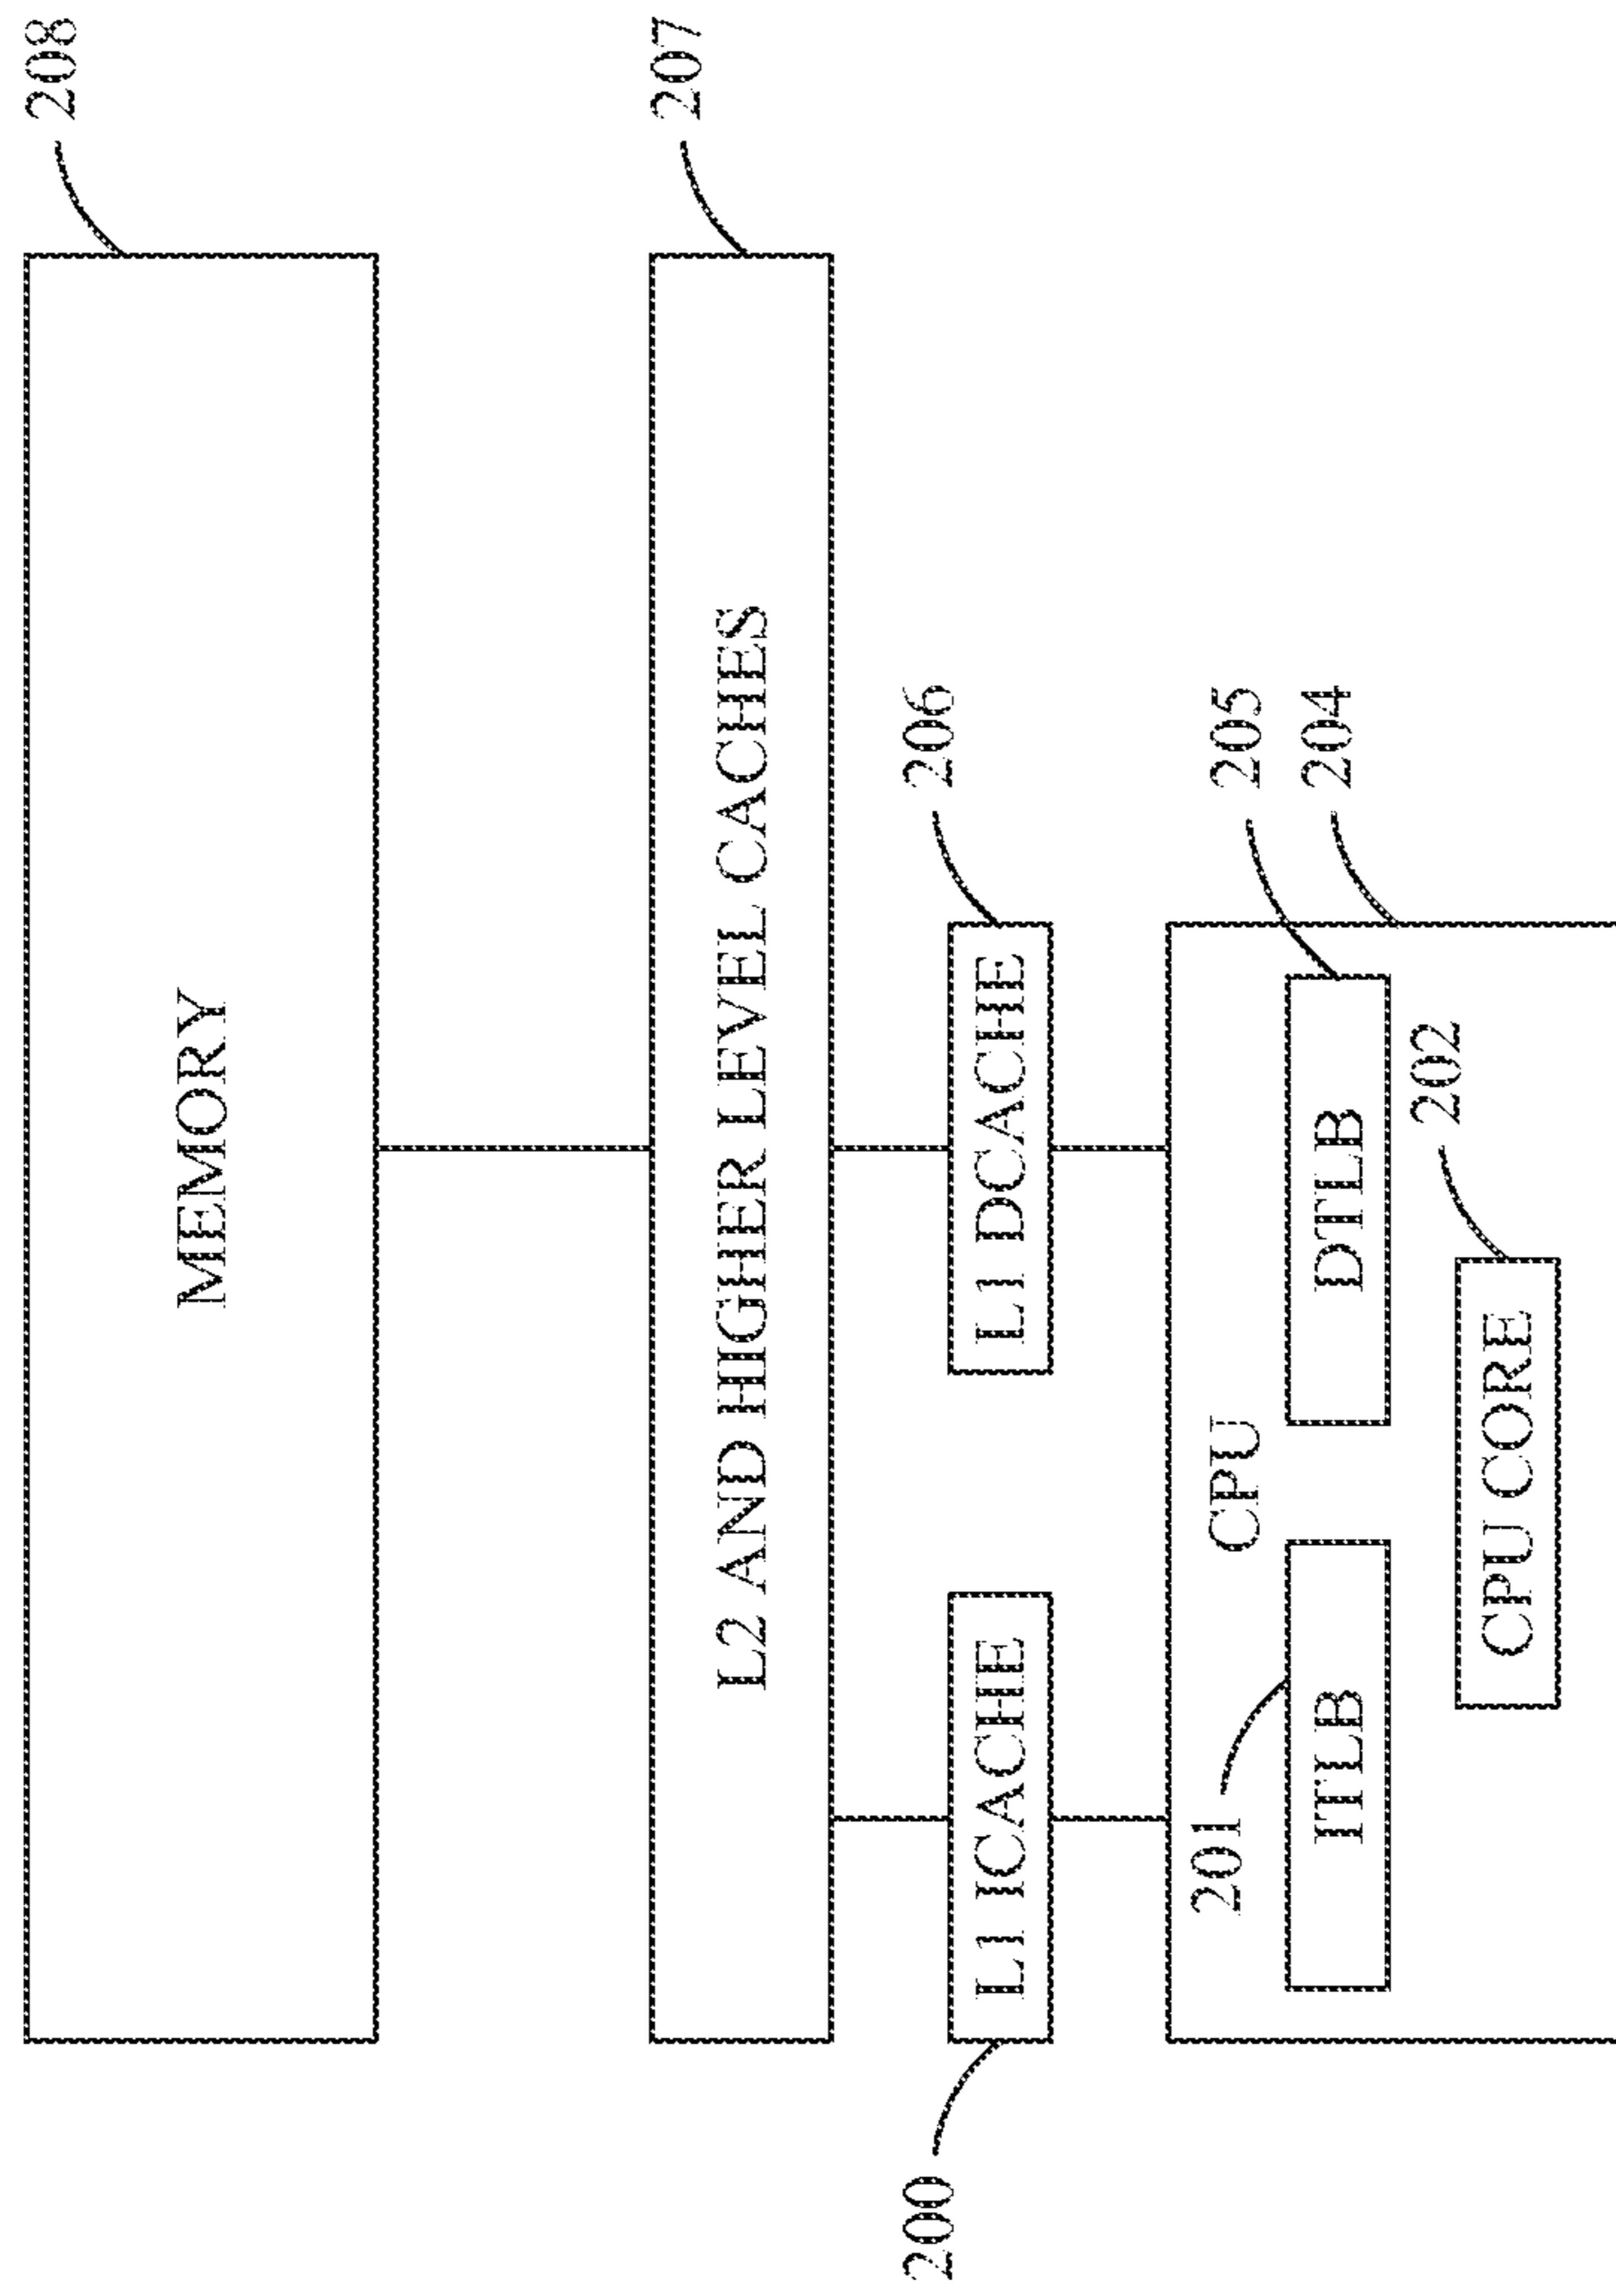 208
MEMORY
207
L2 AND HIGHER LEVEL CACHES
200
L1 ICACHE
L1 DCACHE
206
CPU
201
ITLB
DTLB
205
204
CPU CORE
202